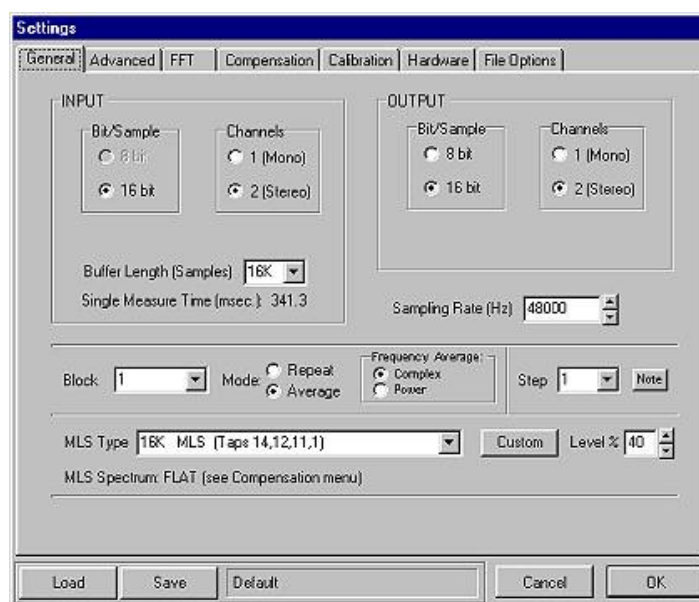 Settings
General Advanced FFT Compensation Calibration Hardware File Options
INPUT
Bit/Sample
8 bit
16 bit
Channels
1 (Mono)
2 (Stereo)
Buffer Length (Samples) 16K
Single Measure Time (msec.): 341.3
OUTPUT
Bit/Sample
8 bit
16 bit
Channels
1 (Mono)
2 (Stereo)
Sampling Rate (Hz) 48000
Block 1
Mode: Repeat
Average
Frequency Average:
Complex
Power
Step 1 Note
MLS Type 16K MLS (Taps 14,12,11,1) Custom Level % 40
MLS Spectrum: FLAT (see Compensation menu)
Load Save Default Cancel OK